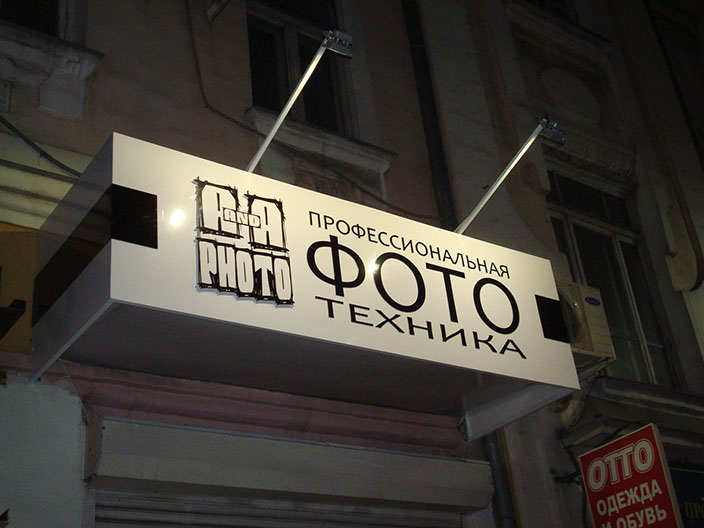 R AND A
PHOTO
ПРОФЕССИОНАЛЬНАЯ
ФОТО
ТЕХНИКА
OTTO
ОДЕЖДА
И ОБУВЬ